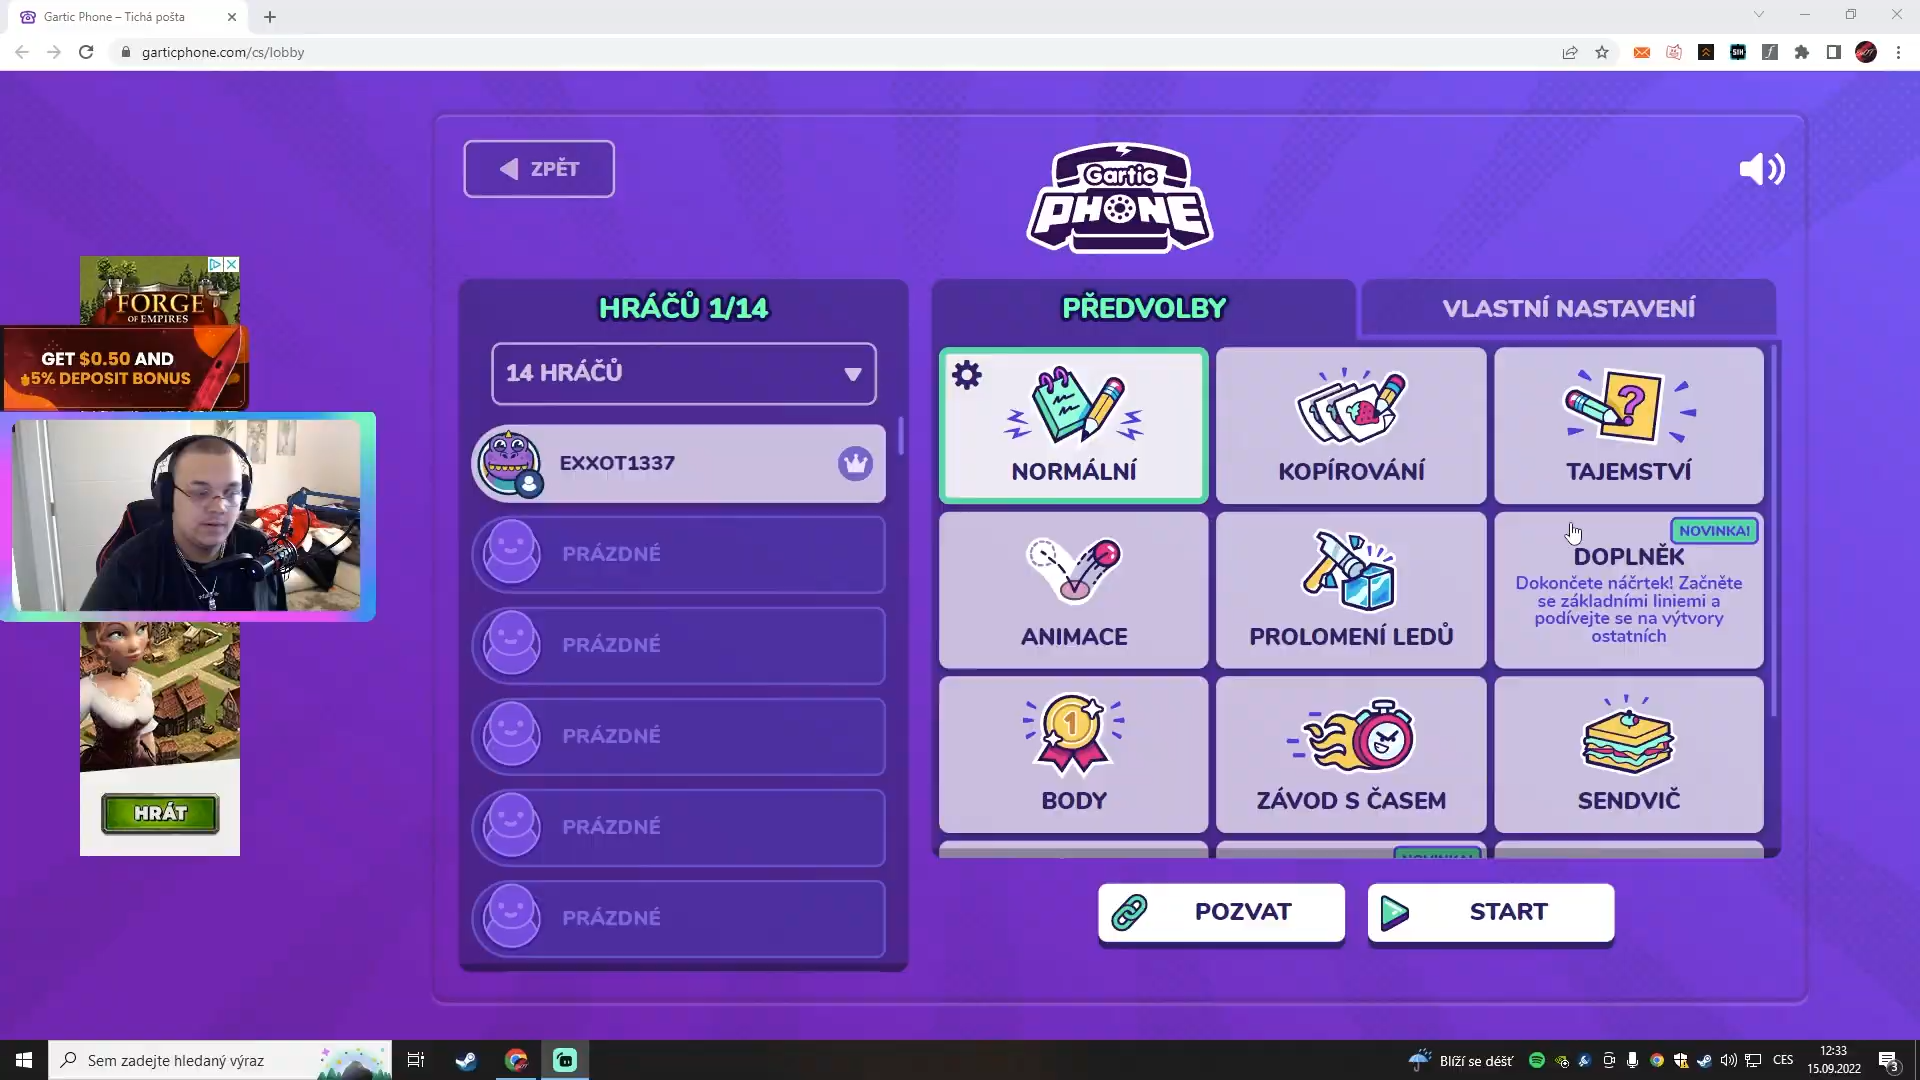 Gartic Phone – Tichá pošta
garticphone.com/cs/lobby
ZPĚT
Gartic
PHONE
HRÁČŮ 1/14
14 HRÁČŮ
EXXOT1337
PRÁZDNÉ
PRÁZDNÉ
PRÁZDNÉ
PRÁZDNÉ
PRÁZDNÉ
PŘEDVOLBY
VLASTNÍ NASTAVENÍ
NORMÁLNÍ
KOPÍROVÁNÍ
TAJEMSTVÍ
ANIMACE
PROLOMENÍ LEDŮ
NOVINKA!
DOPLNĚK
Dokončete náčrtek! Začněte
se základními liniemi a
podívejte se na výtvory
ostatních
1
BODY
ZÁVOD S ČASEM
SENDVIČ
NOVINKA!
POZVAT
START
FORGE
OF EMPIRES
GET $0.50 AND
+5% DEPOSIT BONUS
HRÁT
Sem zadejte hledaný výraz
Blíží se déšť
CES
12:33
15.09.2022
3